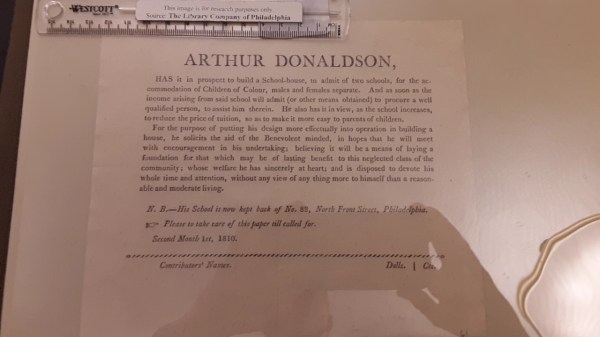 WESTCOTT
This image is for research purposes only.
Source: The Library Company of Philadelphia
ARTHUR DONALDSON,
HAS it in prospect to build a School-house, to admit of two schools, for the ac-
commodation of Children of Colour, males and females separate. And as soon as the
income arising from said school will admit (or other means obtained) to procure a well
qualified person, to assist him therein. He also has it in view, as the school increases,
to reduce the price of tuition, so as to make it more easy to parents of children.
For the purpose of putting his design more effectually into operation in building a
house, he solicits the aid of the Benevolent minded, in hopes that he will meet
with encouragement in his undertaking; believing it will be a means of laying a
foundation for that which may be of lasting benefit to this neglected class of the
community; whose welfare he has sincerely at heart; and is disposed to devote his
whole time and attention, without any view of any thing more to himself than a reason-
able and moderate living.
N. B.—His School is now kept back of No. North Front Street, Philadelphia.
☞ Please to take care of this paper till called for.
Second Month 1st, 1810.
Contributors' Names. Dolls. |